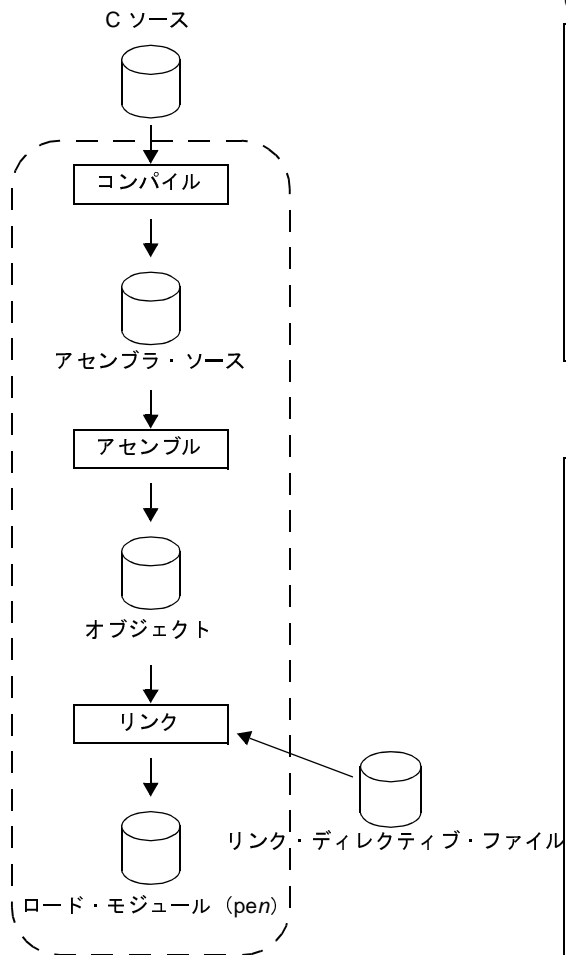 C ソース
コンパイル
アセンブラ・ソース
アセンブル
オブジェクト
リンク
リンク・ディレクティブ・ファイル
ロード・モジュール（pen）